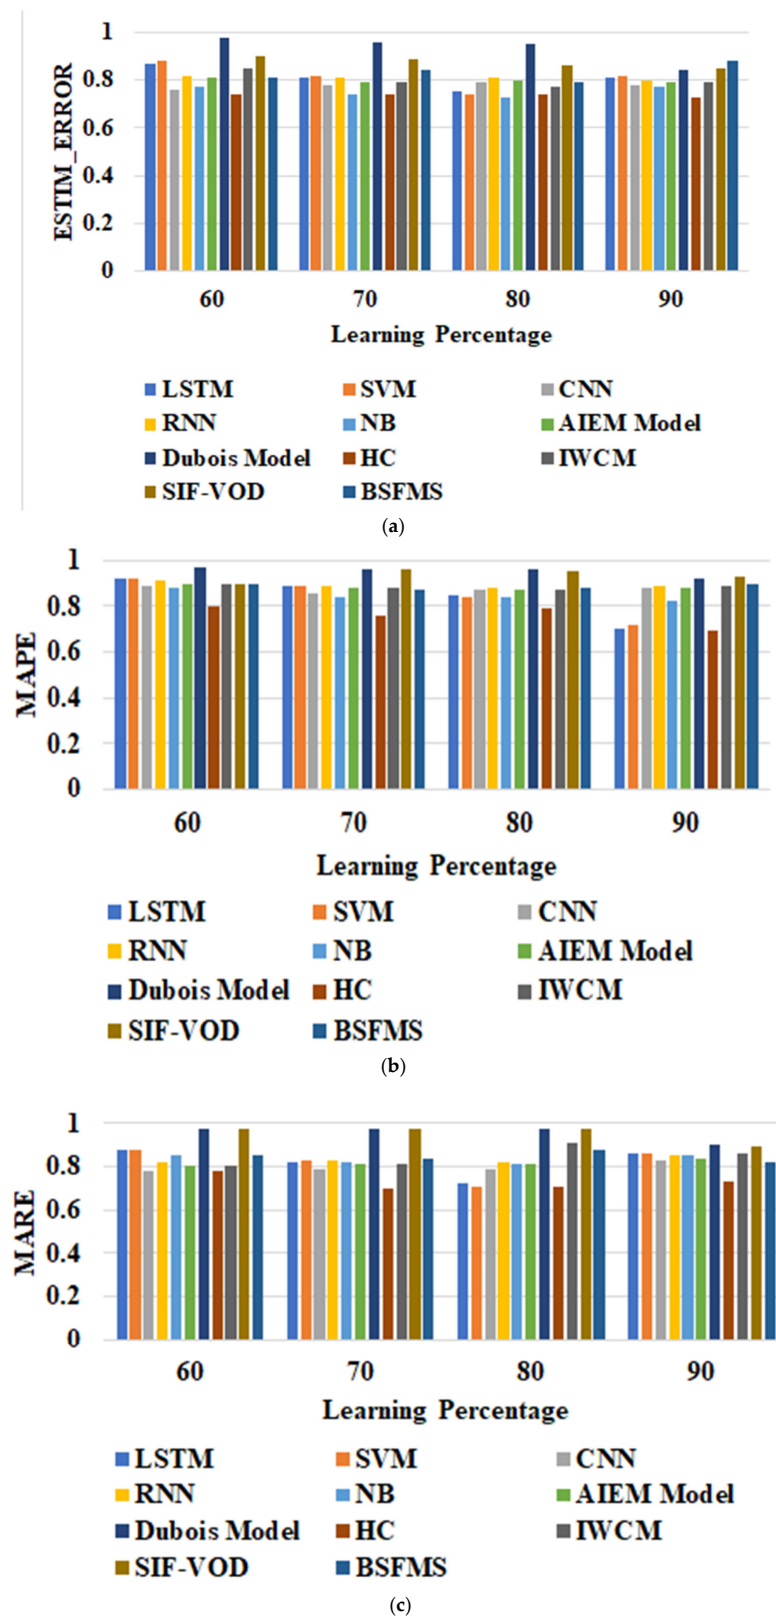 1
0.8
0.6
0.4
0.2
0
ESTIM_ERROR
60 70 80 90
Learning Percentage
LSTM SVM CNN
RNN NB AIEM Model
Dubois Model HC IWCM
SIF-VOD BSFMS
(a)
1
0.8
0.6
0.4
0.2
0
MAPE
60 70 80 90
Learning Percentage
LSTM SVM CNN
RNN NB AIEM Model
Dubois Model HC IWCM
SIF-VOD BSFMS
(b)
1
0.8
0.6
0.4
0.2
0
MARE
60 70 80 90
Learning Percentage
LSTM SVM CNN
RNN NB AIEM Model
Dubois Model HC IWCM
SIF-VOD BSFMS
(c)